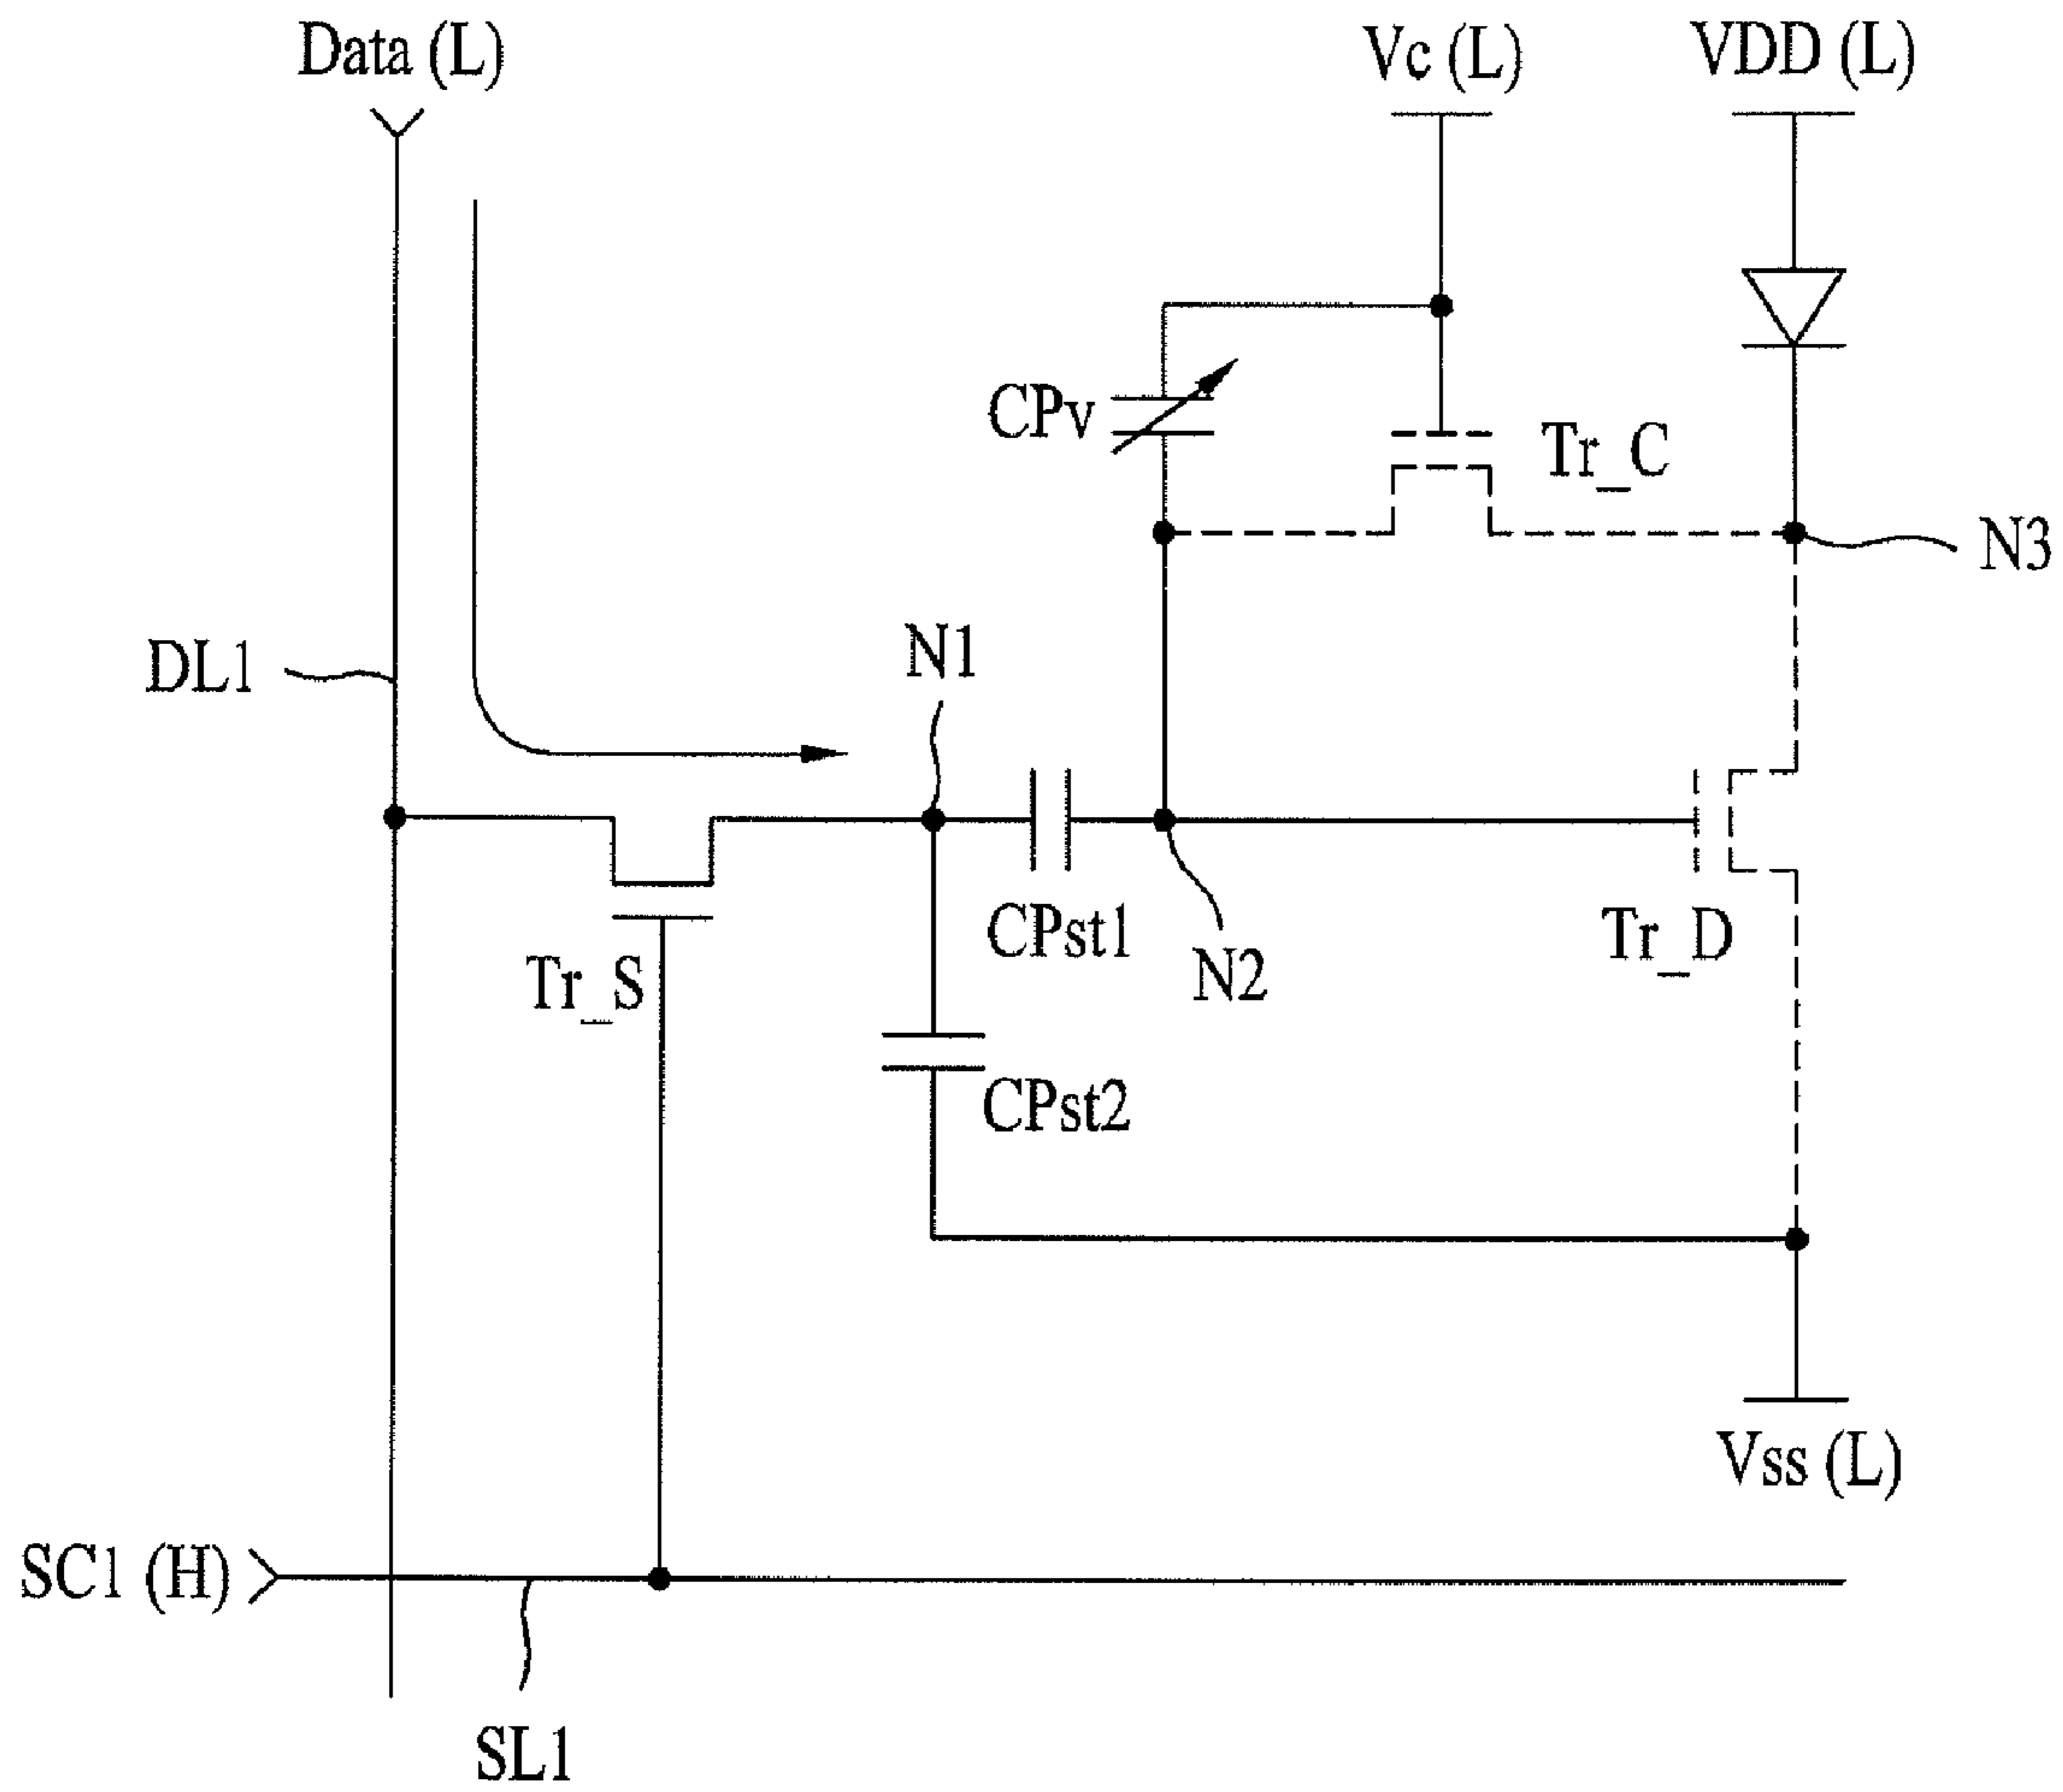 Data (L)
Vc (L)
VDD (L)
CPv
Tr_C
N3
DL1
N1
CPst1
N2
Tr_D
Tr_S
CPst2
Vss (L)
SC1 (H)
SL1